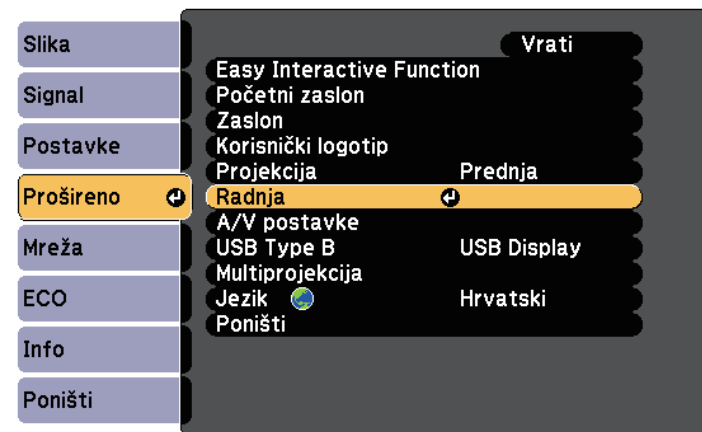 Slika
Signal
Postavke
Prošireno
Mreža
ECO
Info
Poništi
Vrati
Easy Interactive Function
Početni zaslon
Zaslon
Korisnički logotip
Projekcija Prednja
Radnja
A/V postavke
USB Type B USB Display
Multiprojekcija
Jezik Hrvatski
Poništi